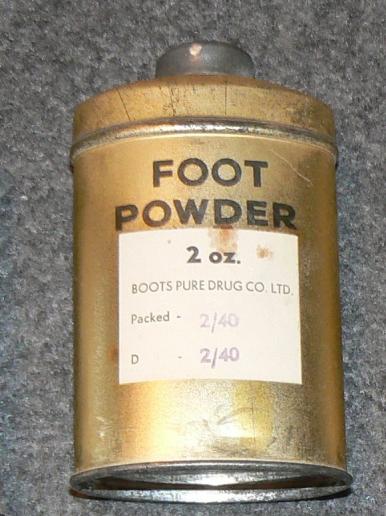 FOOT
POWDER
2 oz.
BOOTS PURE DRUG CO. LTD.
Packed - 2/40
D - 2/40